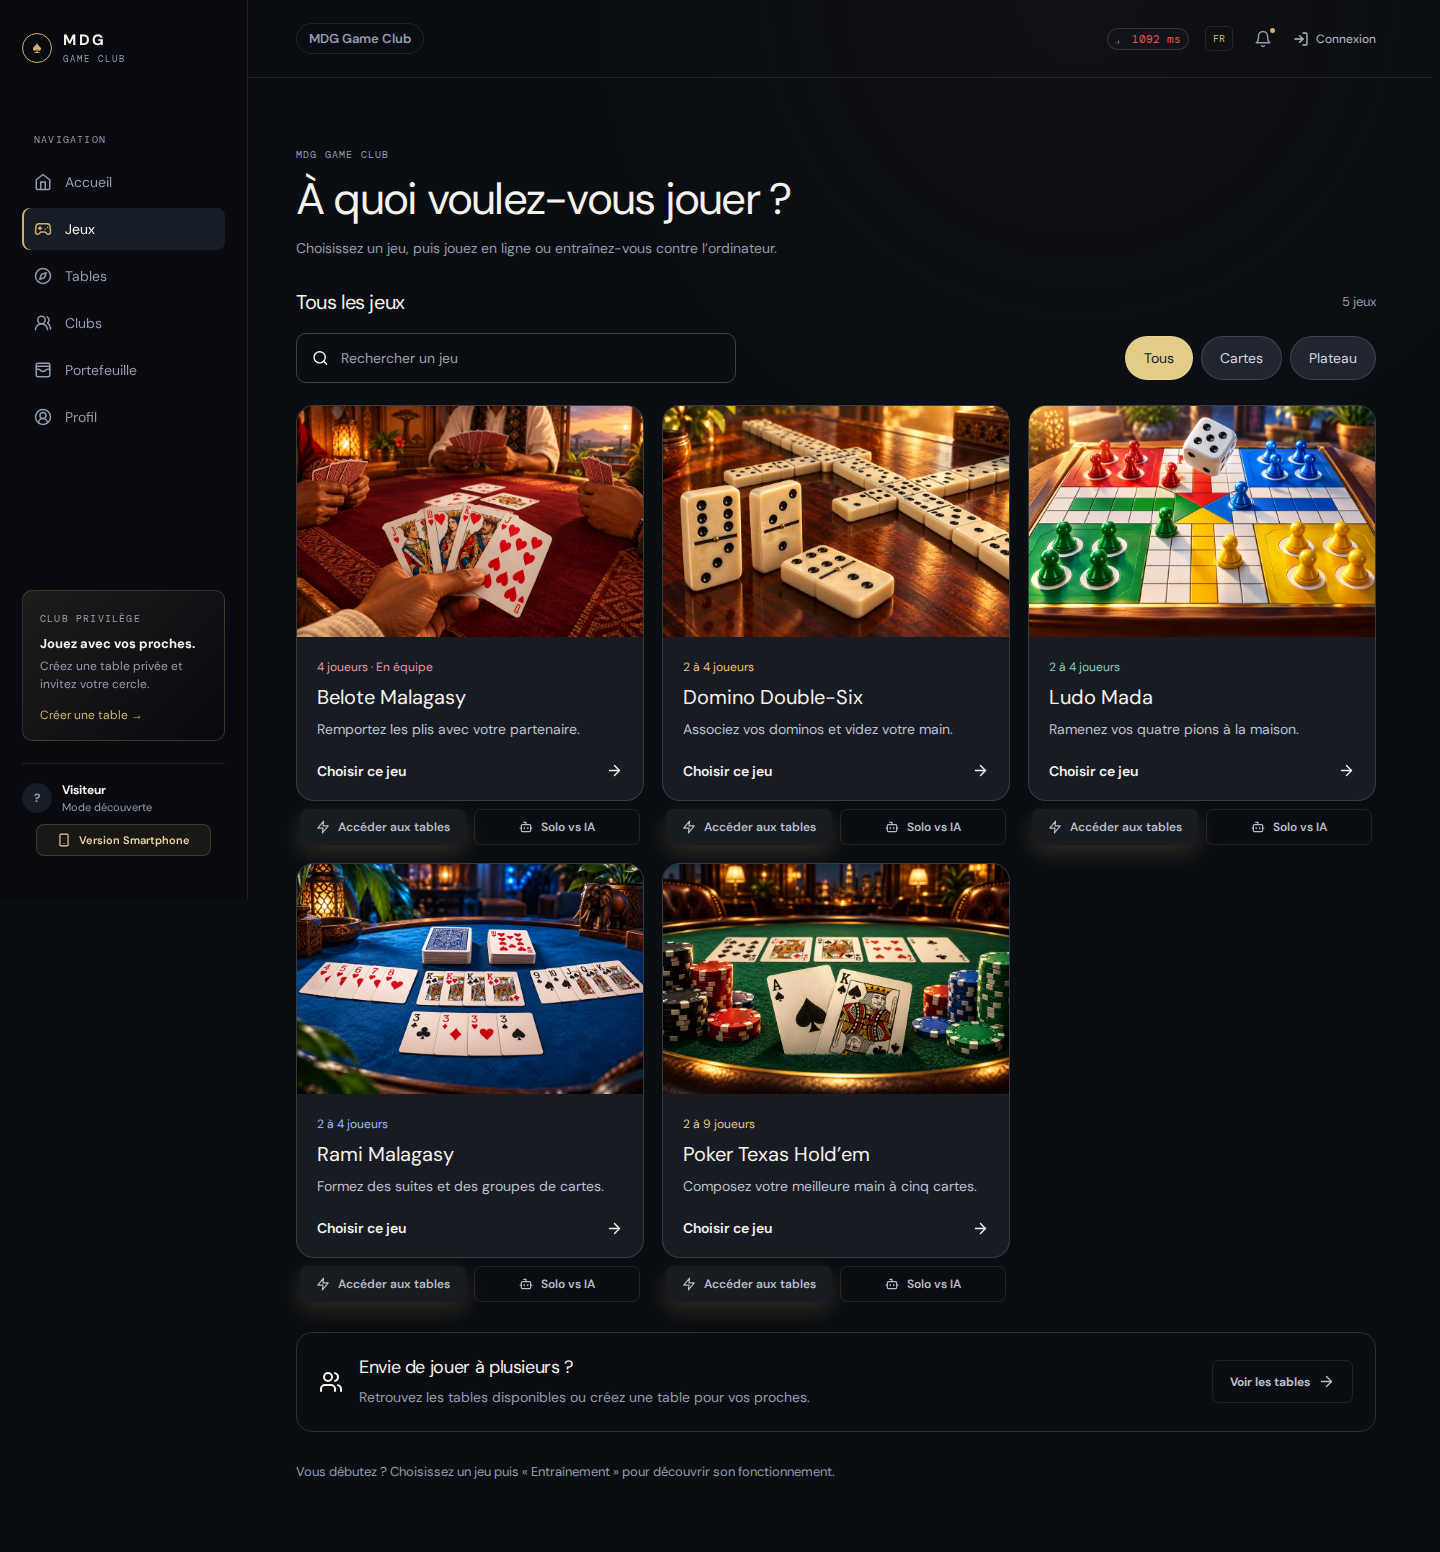 MDG
GAME CLUB
NAVIGATION
Accueil
Jeux
Tables
Clubs
Portefeuille
Profil
CLUB PRIVILÈGE
Jouez avec vos proches.
Créez une table privée et
invitez votre cercle.
Créer une table →
?
Visiteur
Mode découverte
Version Smartphone
MDG Game Club
1092 ms
FR
Connexion
MDG GAME CLUB
À quoi voulez-vous jouer ?
Choisissez un jeu, puis jouez en ligne ou entraînez-vous contre l’ordinateur.
Tous les jeux
5 jeux
Rechercher un jeu
Tous
Cartes
Plateau
4 joueurs · En équipe
Belote Malagasy
Remportez les plis avec votre partenaire.
Choisir ce jeu
Accéder aux tables
Solo vs IA
2 à 4 joueurs
Domino Double-Six
Associez vos dominos et videz votre main.
Choisir ce jeu
Accéder aux tables
Solo vs IA
2 à 4 joueurs
Ludo Mada
Ramenez vos quatre pions à la maison.
Choisir ce jeu
Accéder aux tables
Solo vs IA
2 à 4 joueurs
Rami Malagasy
Formez des suites et des groupes de cartes.
Choisir ce jeu
Accéder aux tables
Solo vs IA
2 à 9 joueurs
Poker Texas Hold’em
Composez votre meilleure main à cinq cartes.
Choisir ce jeu
Accéder aux tables
Solo vs IA
Envie de jouer à plusieurs ?
Retrouvez les tables disponibles ou créez une table pour vos proches.
Voir les tables
Vous débutez ? Choisissez un jeu puis « Entraînement » pour découvrir son fonctionnement.